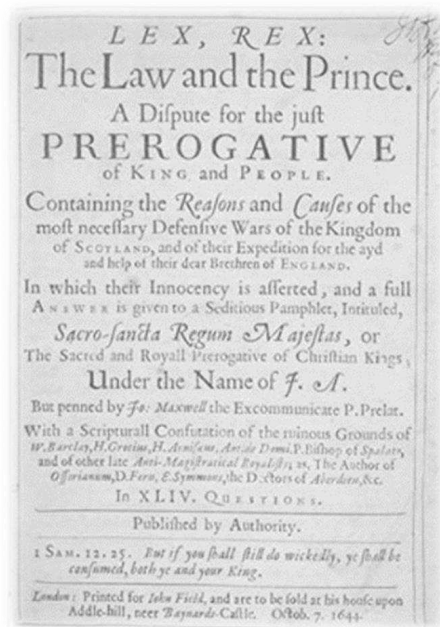 LEX, REX:
The Law and the Prince.
A Diſpute for the juſt
PREROGATIVE
of KING and PEOPLE.
Containing the Reaſons and Cauſes of the
moſt neceſſary Defenſive Wars of the Kingdom
of SCOTLAND, and of their Expedition for the ayd
and help of their dear Brethren of ENGLAND.
In which their Innocency is aſſerted, and a full
ANSWER is given to a Seditious Pamphlet, Intituled,
Sacro-ſancta Regum Majeſtas, or
The Sacred and Royall Prerogative of Chriſtian Kings;
Under the Name of J. A.
But penned by Jo: Maxwell the Excommunicate P. Prelat.
With a Scripturall Confutation of the ruinous Grounds of
W. Barclay, H. Grotius, H. Arniſæus, Ant. de Domi. P. Biſhop of Spalato,
and of other late Anti-Magiſtratical Royaliſts; as, The Author of
Oſſorianum, D. Fern, E. Symmons, the Doctors of Aberdeen, &c.
In XLIV. QUESTIONS.
Publiſhed by Authority.
1 SAM. 12. 25. But if you ſhall ſtill do wickedly, ye ſhall be
conſumed, both ye and your King.
London: Printed for Iohn Field, and are to be ſold at his houſe upon
Addle-hill, neer Baynards-Caſtle. Octob. 7. 1644.